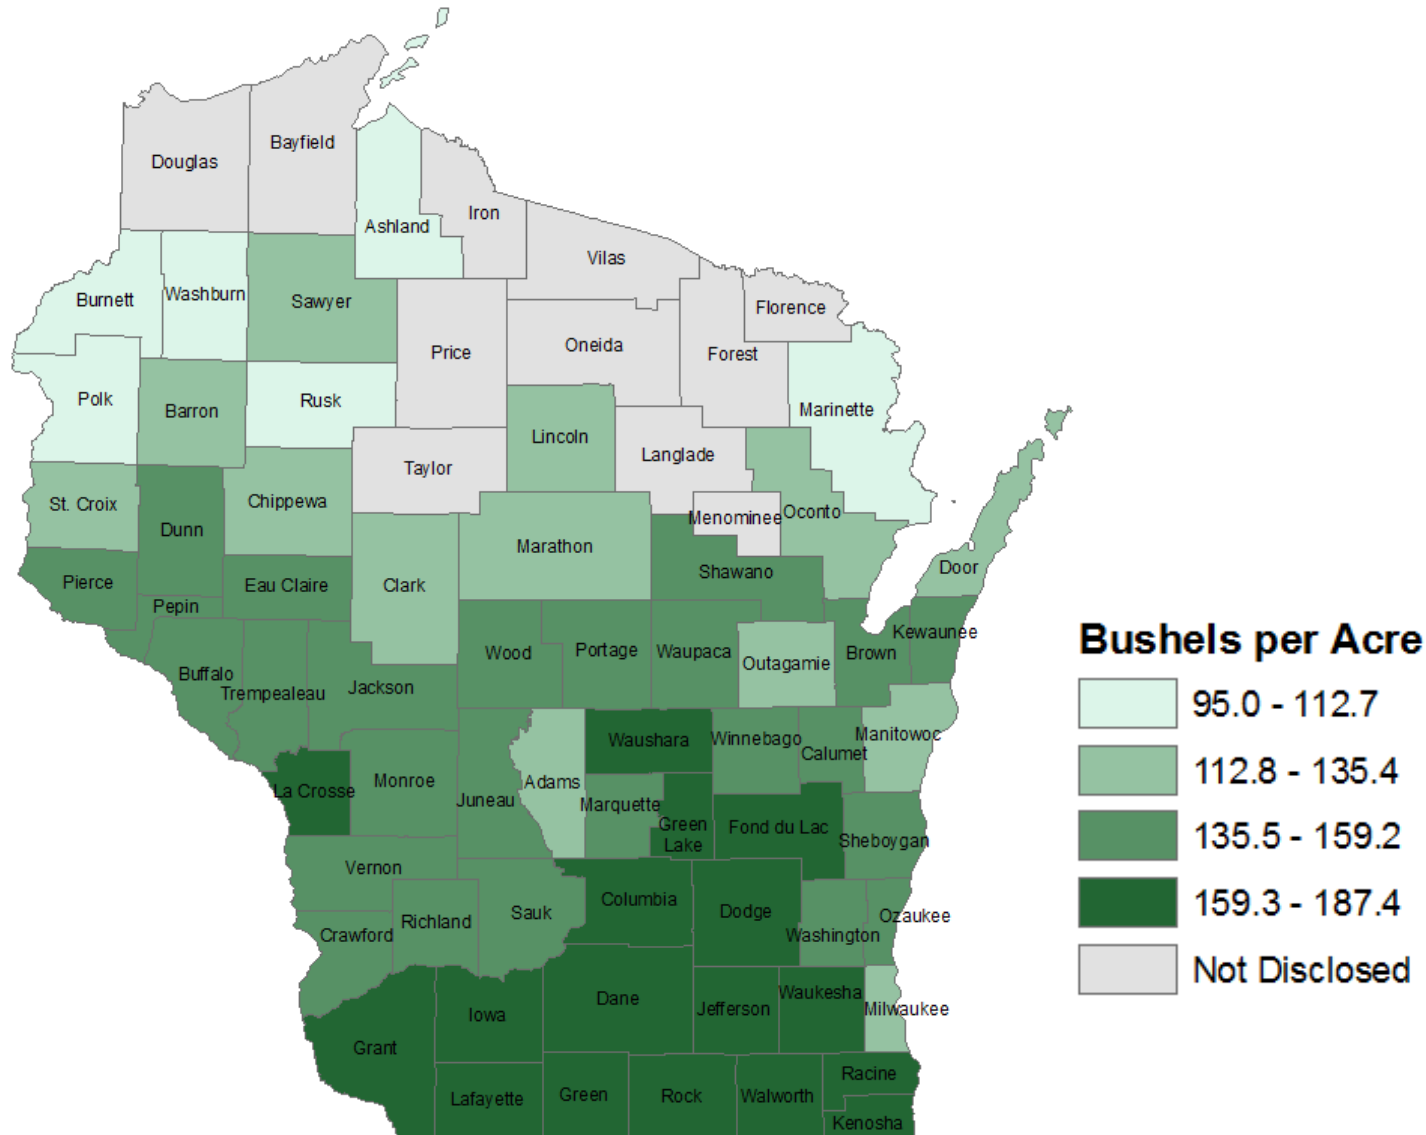 Bayfield
Douglas
Iron
Ashland
Vilas
Burnett
Washburn
Sawyer
Florence
Oneida
Price
Forest
Polk
Rusk
Barron
Marinette
Lincoln
Langlade
Taylor
Chippewa
St. Croix
Oconto
Menominee
Dunn
Marathon
Door
Shawano
Pierce
Eau Claire
Clark
Pepin
Kewaunee
Bushels per Acre
Wood
Portage
Waupaca
Brown
Outagamie
Buffalo
Jackson
Trempealeau
95.0 - 112.7
Manitowoc
Waushara
Winnebago
Calumet
112.8 - 135.4
Monroe
Adams
La Crosse
Juneau
Marquette
Green
Lake
Fond du Lac
135.5 - 159.2
Sheboygan
Vernon
Columbia
159.3 - 187.4
Dodge
Sauk
Ozaukee
Richland
Crawford
Washington
Not Disclosed
Waukesha
Dane
Jefferson
Milwaukee
Iowa
Grant
Racine
Green
Rock
Walworth
Lafayette
Kenosha